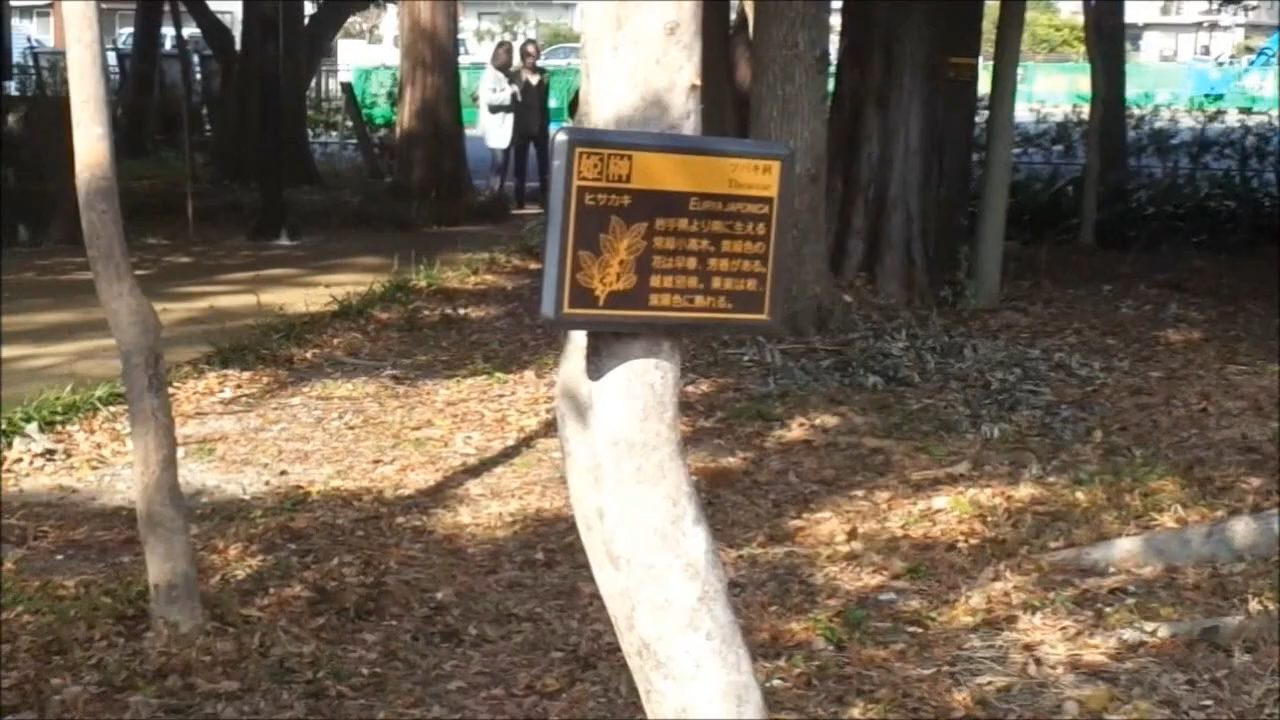 姫榊
ツバキ科
Theaceae
ヒサカキ
EURYA JAPONICA
岩手県より南に生える
常緑小高木。黄緑色の
花は早春、芳香がある。
雌雄別株。果実は秋、
紫黒色に熟れる。